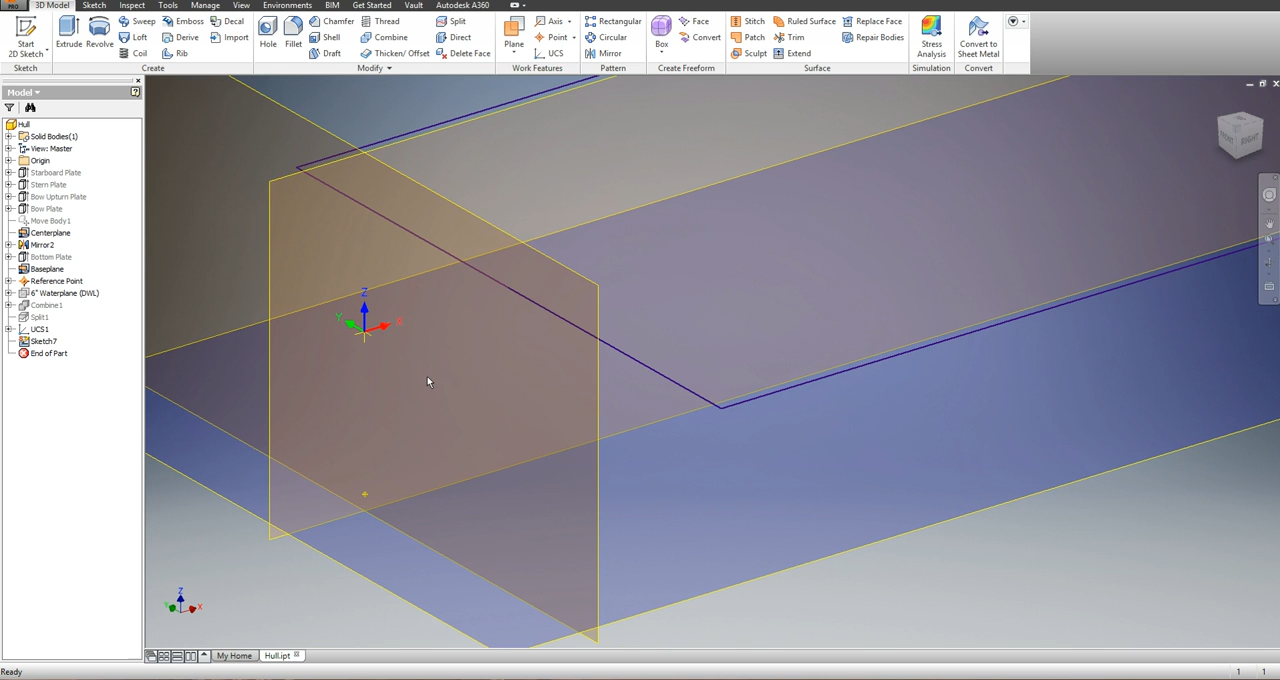 PRO 3D Model Sketch Inspect Tools Manage View Environments BIM Get Started Vault Autodesk A360
Start 2D Sketch
Extrude Revolve
Sweep Emboss Decal
Loft Derive Import
Coil Rib
Hole Fillet
Chamfer Thread Split
Shell Combine Direct
Draft Thicken/ Offset Delete Face
Plane
Axis
Point
UCS
Rectangular
Circular
Mirror
Box
Face
Convert
Stitch Ruled Surface Replace Face
Patch Trim Repair Bodies
Sculpt Extend
Stress Analysis
Convert to Sheet Metal
Sketch Create Modify Work Features Pattern Create Freeform Surface Simulation Convert
Model
Hull
Solid Bodies(1)
View: Master
Origin
Starboard Plate
Stern Plate
Bow Upturn Plate
Bow Plate
Move Body1
Centerplane
Mirror2
Bottom Plate
Baseplane
Reference Point
6" Waterplane (DWL)
Combine1
Split1
UCS1
Sketch7
End of Part
Z
Y
X
FRONT RIGHT
Z
Y X
My Home Hull.ipt
Ready 1 1